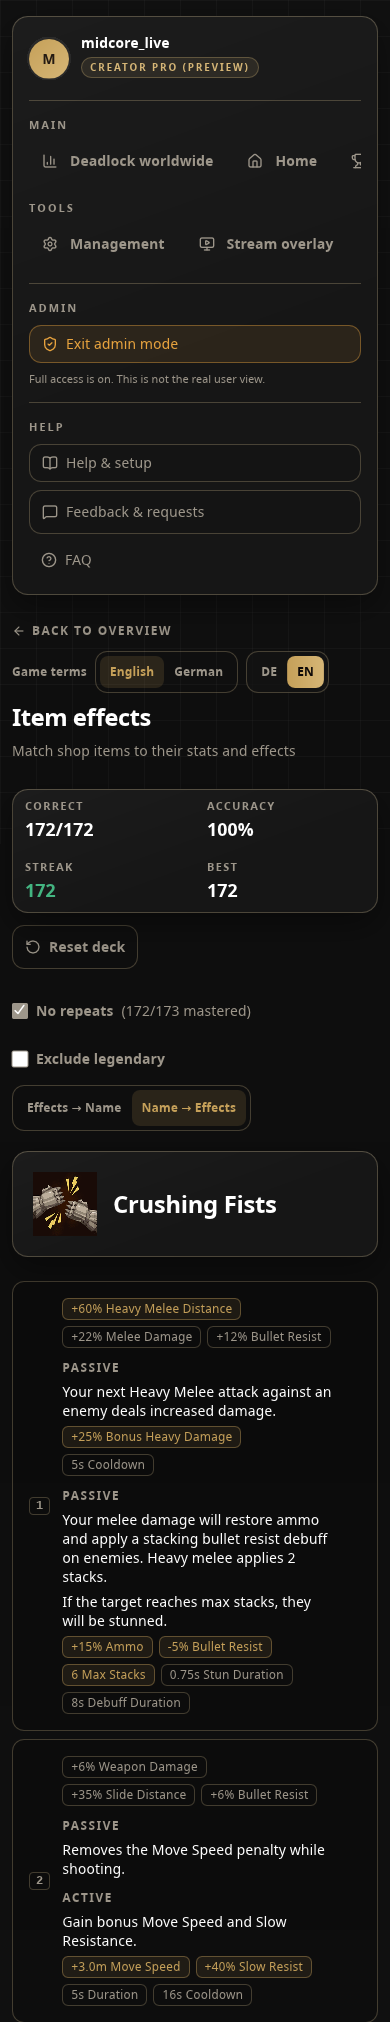 M
midcore_live
CREATOR PRO (PREVIEW)
MAIN
Deadlock worldwide
Home
TOOLS
Management
Stream overlay
ADMIN
Exit admin mode
Full access is on. This is not the real user view.
HELP
Help & setup
Feedback & requests
FAQ
← BACK TO OVERVIEW
Game terms English German DE EN
Item effects
Match shop items to their stats and effects
CORRECT
172/172
ACCURACY
100%
STREAK
172
BEST
172
Reset deck
No repeats (172/173 mastered)
Exclude legendary
Effects → Name Name → Effects
Crushing Fists
1
+60% Heavy Melee Distance
+22% Melee Damage +12% Bullet Resist
PASSIVE
Your next Heavy Melee attack against an
enemy deals increased damage.
+25% Bonus Heavy Damage
5s Cooldown
PASSIVE
Your melee damage will restore ammo
and apply a stacking bullet resist debuff
on enemies. Heavy melee applies 2
stacks.
If the target reaches max stacks, they
will be stunned.
+15% Ammo -5% Bullet Resist
6 Max Stacks 0.75s Stun Duration
8s Debuff Duration
2
+6% Weapon Damage
+35% Slide Distance +6% Bullet Resist
PASSIVE
Removes the Move Speed penalty while
shooting.
ACTIVE
Gain bonus Move Speed and Slow
Resistance.
+3.0m Move Speed +40% Slow Resist
5s Duration 16s Cooldown